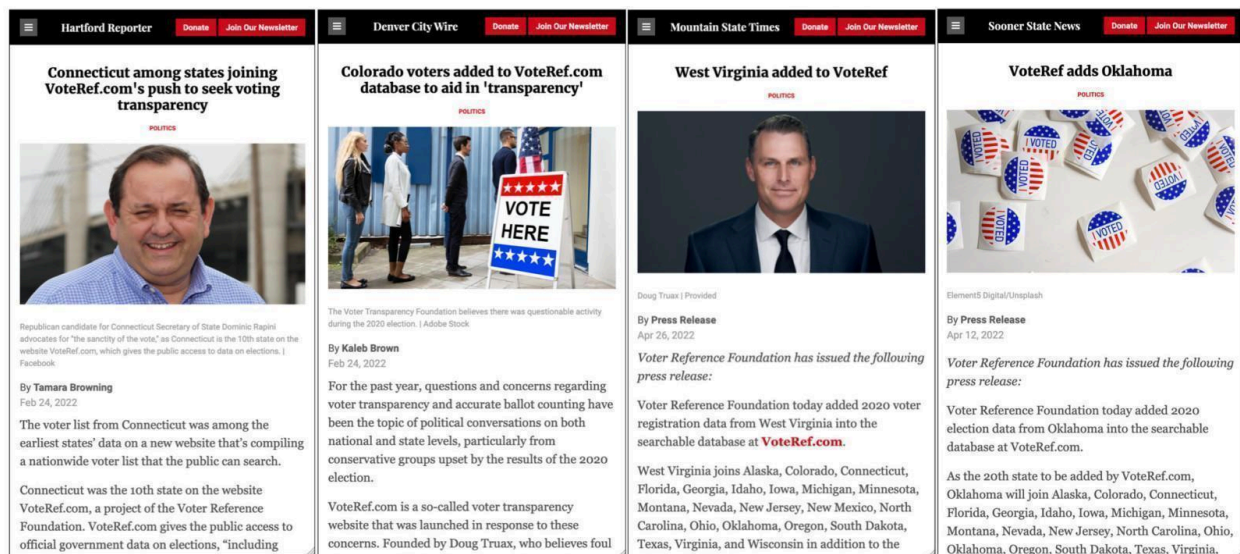 Hartford Reporter
Donate
Join Our Newsletter
Connecticut among states joining
VoteRef.com's push to seek voting
transparency
POLITICS
Republican candidate for Connecticut Secretary of State Dominic Rapini
advocates for "the sanctity of the vote," as Connecticut is the 10th state on the
website VoteRef.com, which gives the public access to data on elections. |
Facebook
By Tamara Browning
Feb 24, 2022
The voter list from Connecticut was among the
earliest states' data on a new website that's compiling
a nationwide voter list that the public can search.
Connecticut was the 10th state on the website
VoteRef.com, a project of the Voter Reference
Foundation. VoteRef.com gives the public access to
official government data on elections, "including
Denver City Wire
Donate
Join Our Newsletter
Colorado voters added to VoteRef.com
database to aid in 'transparency'
POLITICS
VOTE
HERE
The Voter Transparency Foundation believes there was questionable activity
during the 2020 election. | Adobe Stock
By Kaleb Brown
Feb 24, 2022
For the past year, questions and concerns regarding
voter transparency and accurate ballot counting have
been the topic of political conversations on both
national and state levels, particularly from
conservative groups upset by the results of the 2020
election.
VoteRef.com is a so-called voter transparency
website that was launched in response to these
concerns. Founded by Doug Truax, who believes foul
Mountain State Times
Donate
Join Our Newsletter
West Virginia added to VoteRef
POLITICS
Doug Truax | Provided
By Press Release
Apr 26, 2022
Voter Reference Foundation has issued the following
press release:
Voter Reference Foundation today added 2020 voter
registration data from West Virginia into the
searchable database at VoteRef.com.
West Virginia joins Alaska, Colorado, Connecticut,
Florida, Georgia, Idaho, Iowa, Michigan, Minnesota,
Montana, Nevada, New Jersey, New Mexico, North
Carolina, Ohio, Oklahoma, Oregon, South Dakota,
Texas, Virginia, and Wisconsin in addition to the
Sooner State News
Donate
Join Our Newsletter
VoteRef adds Oklahoma
POLITICS
I VOTED
I VOTED
I VOTED
I VOTED
I VOTED
Element5 Digital/Unsplash
By Press Release
Apr 12, 2022
Voter Reference Foundation has issued the following
press release:
Voter Reference Foundation today added 2020
election data from Oklahoma into the searchable
database at VoteRef.com.
As the 20th state to be added by VoteRef.com,
Oklahoma will join Alaska, Colorado, Connecticut,
Florida, Georgia, Idaho, Iowa, Michigan, Minnesota,
Montana, Nevada, New Jersey, North Carolina, Ohio,
Oklahoma, Oregon, South Dakota, Texas, Virginia,